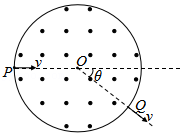 P v O θ Q v